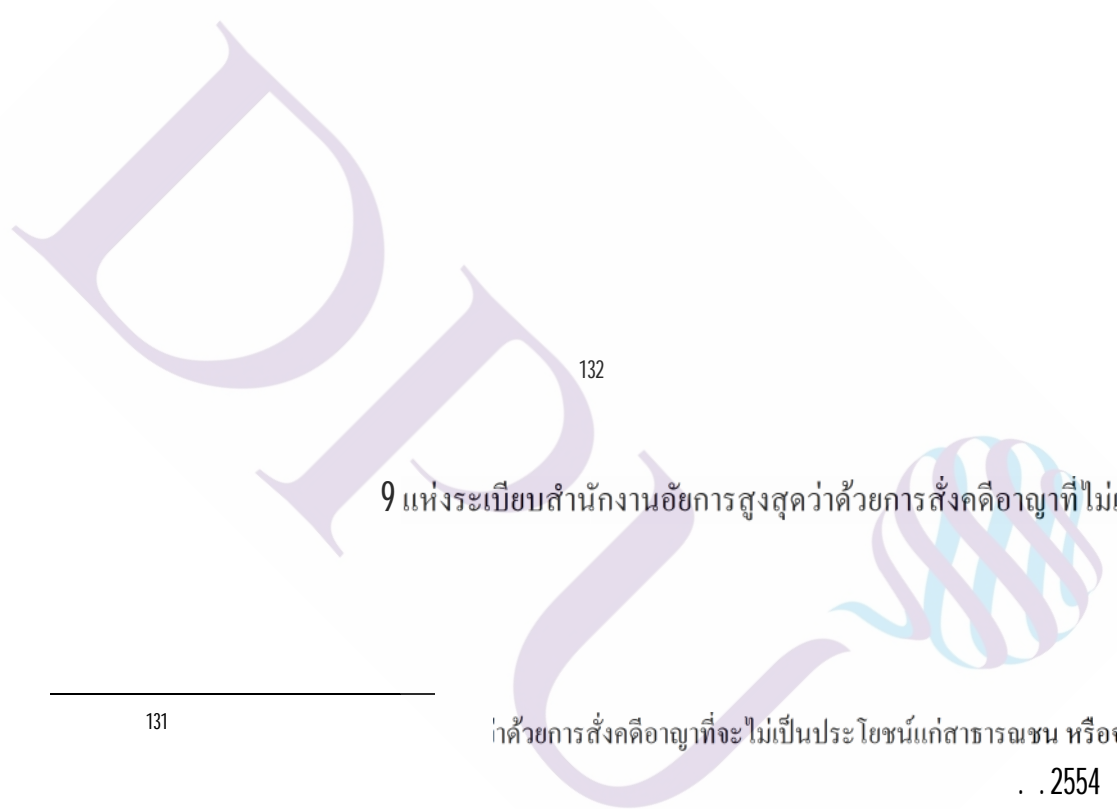 DPU
132
9 แห่งระเบียบสำนักงานอัยการสูงสุดว่าด้วยการสั่งคดีอาญาที่ไม่
131 ว่าด้วยการสั่งคดีอาญาที่จะไม่เป็นประโยชน์แก่สาธารณชน หรือ
. . 2554